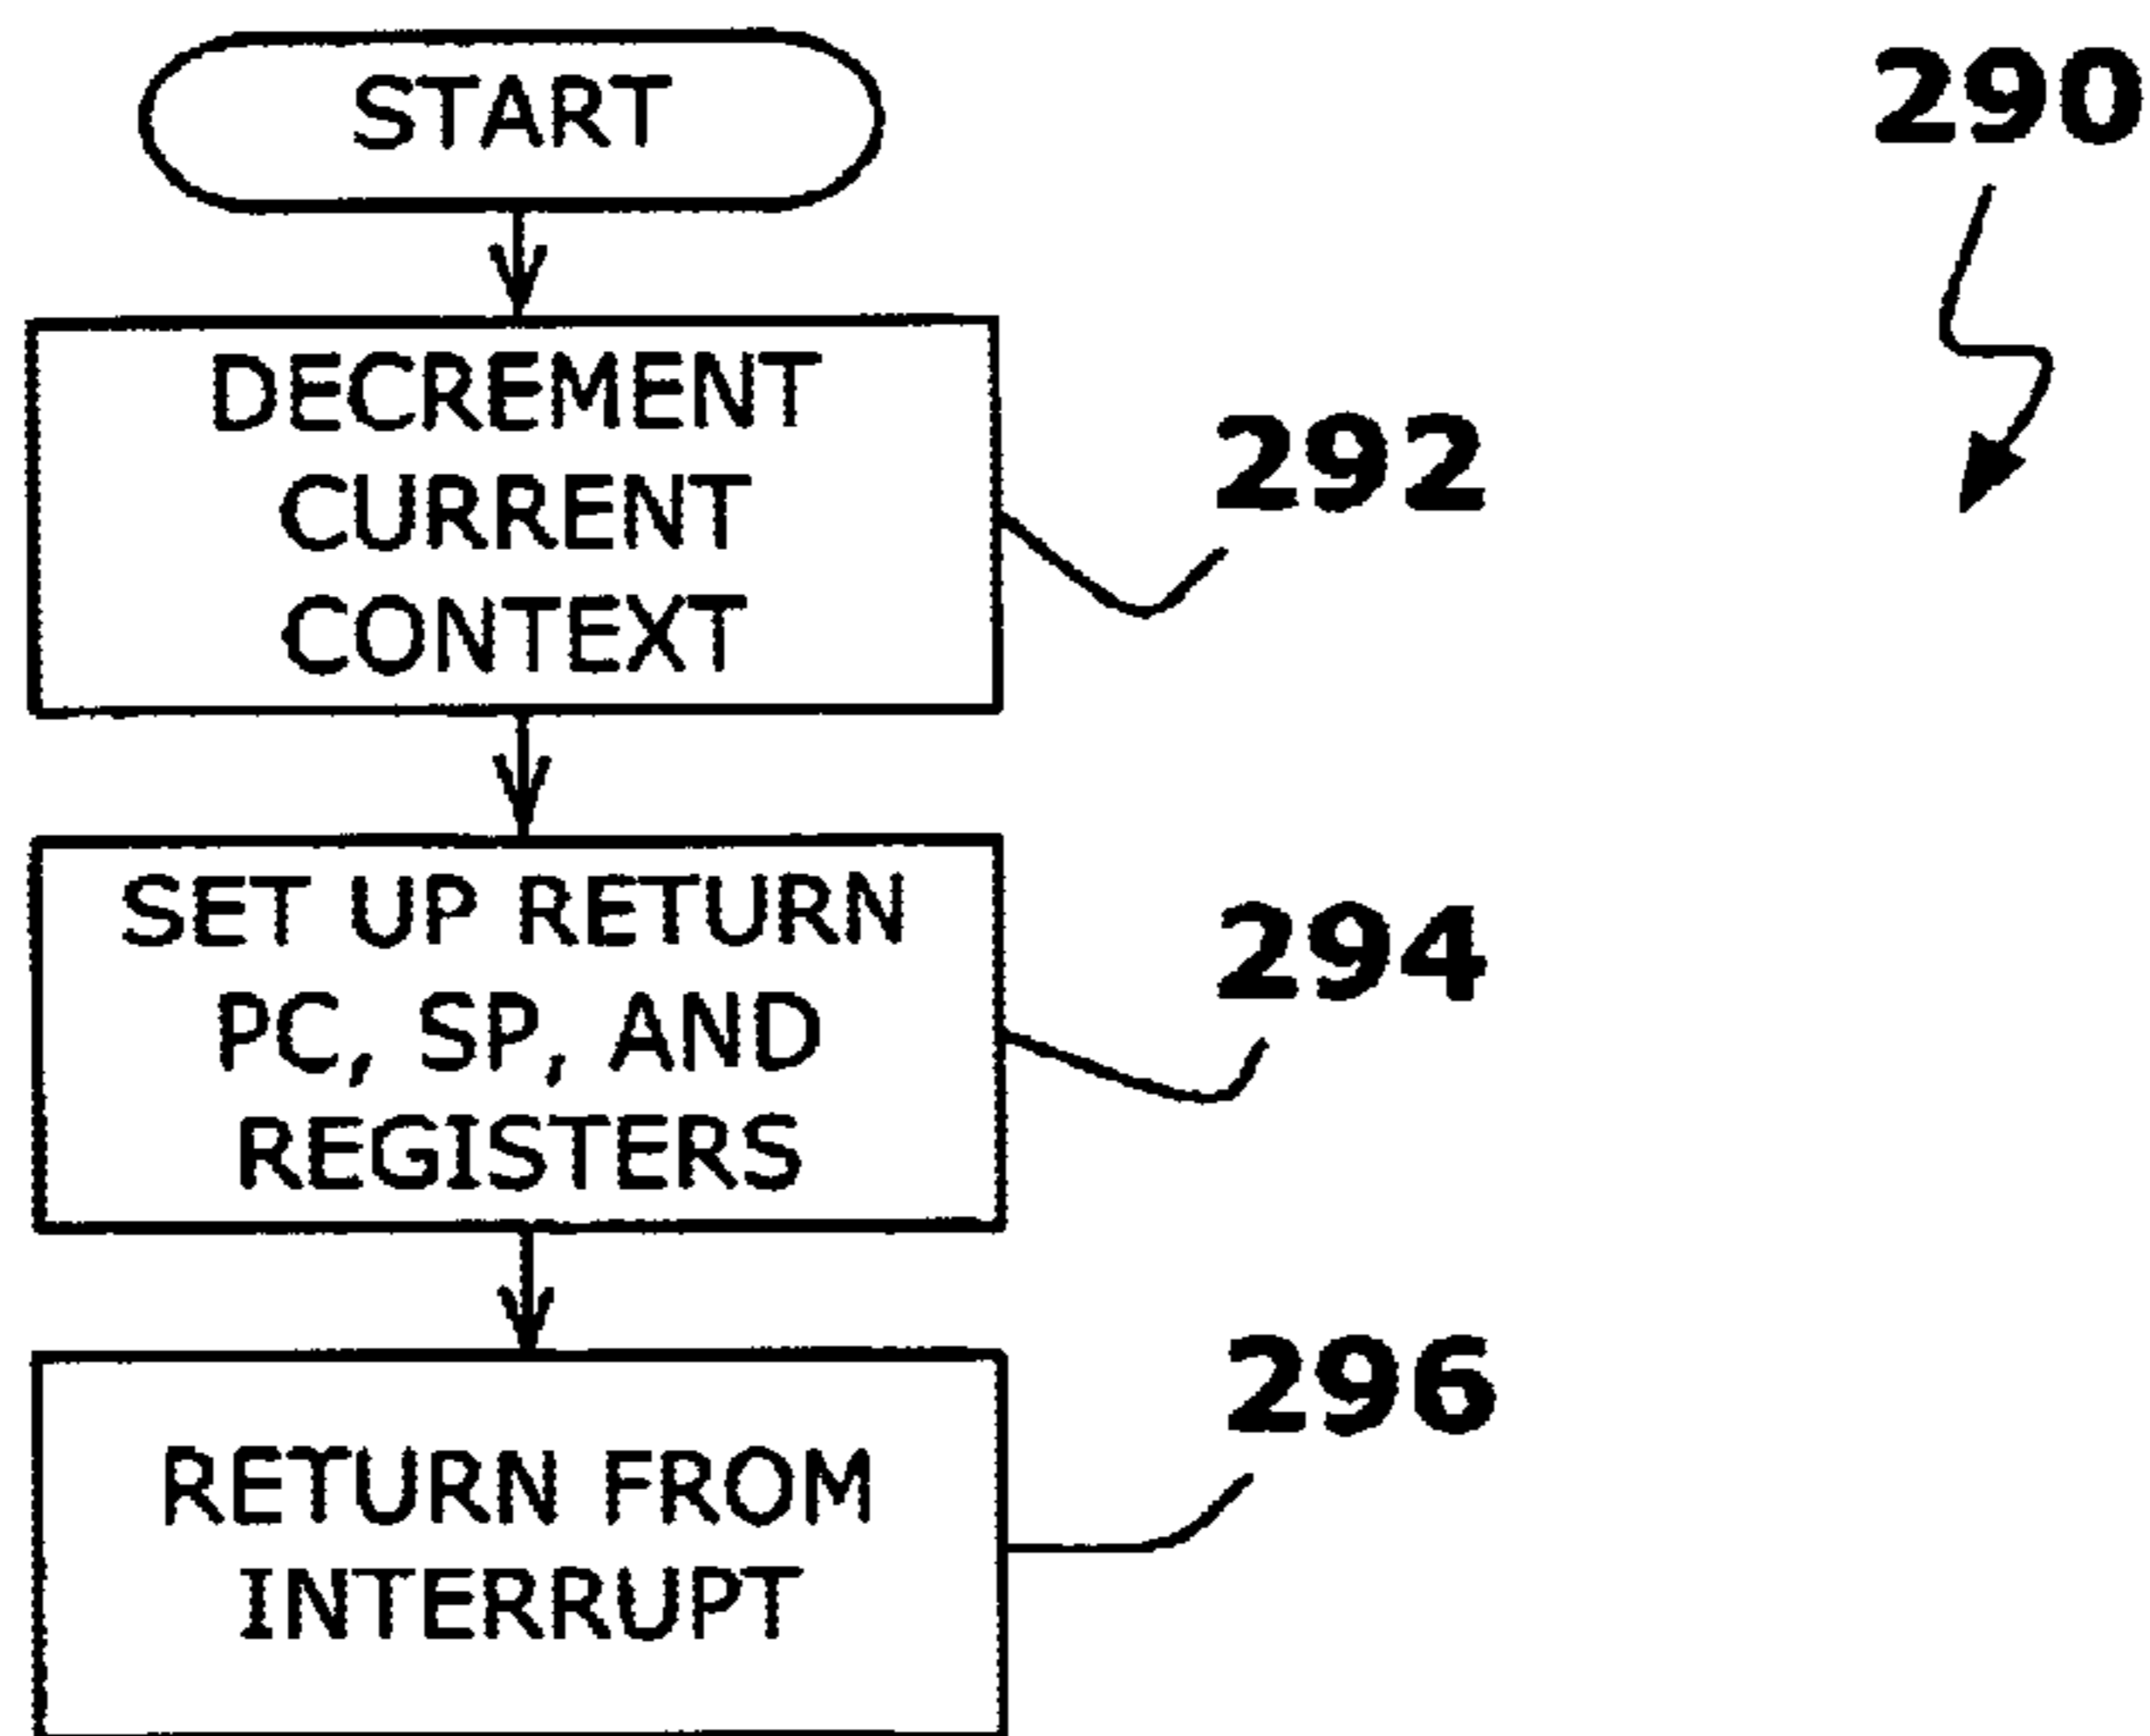 START
290
DECREMENT
CURRENT
CONTEXT
292
SET UP RETURN
PC, SP, AND
REGISTERS
294
RETURN FROM
INTERRUPT
296